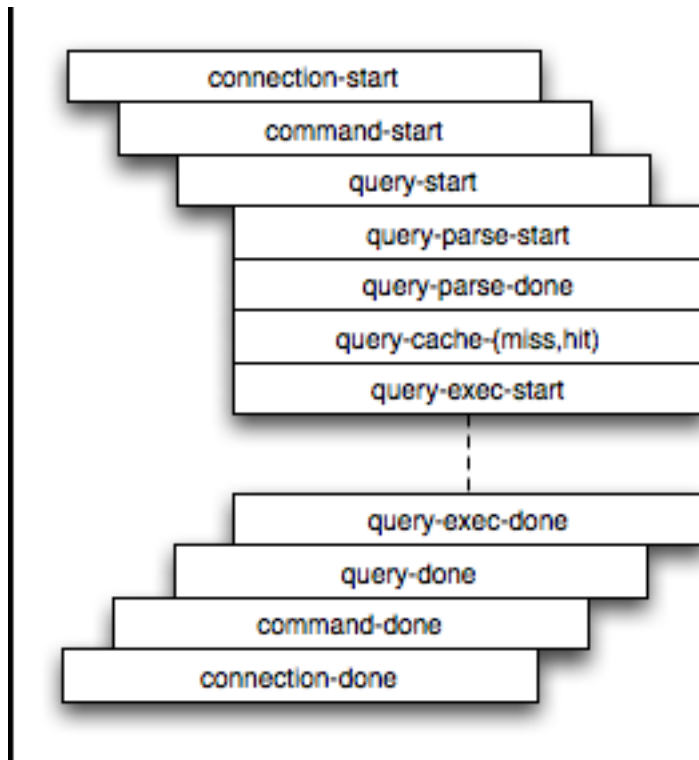 connection-start
command-start
query-start
query-parse-start
query-parse-done
query-cache-(miss,hit)
query-exec-start
query-exec-done
query-done
command-done
connection-done